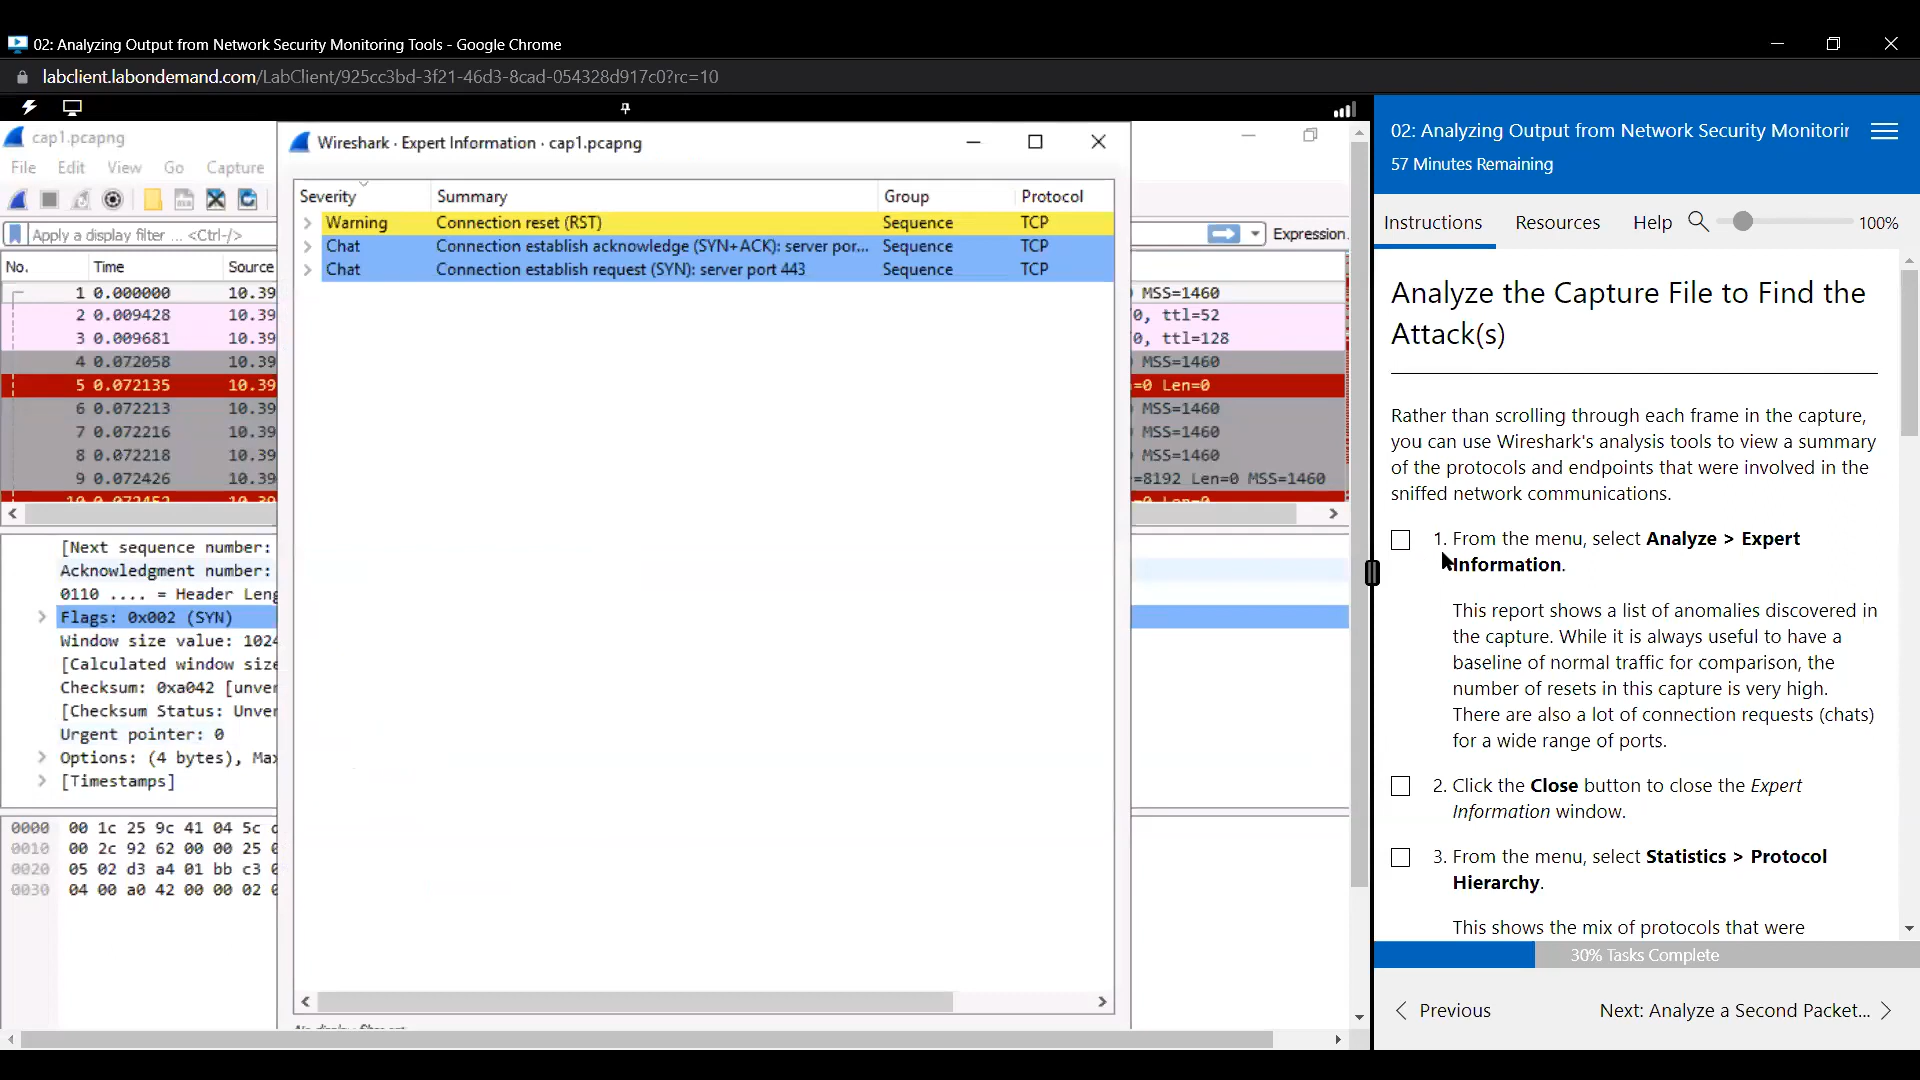 02: Analyzing Output from Network Security Monitoring Tools - Google Chrome
labclient.labondemand.com/LabClient/925cc3bd-3f21-46d3-8cad-054328d917c0?rc=10
cap1.pcapng
File Edit View Go Capture
Apply a display filter ... <Ctrl-/>
Expression
No. Time Source
1 0.000000 10.39 MSS=1460
2 0.009428 10.39 0, ttl=52
3 0.009681 10.39 0, ttl=128
4 0.072058 10.39 MSS=1460
5 0.072135 10.39 =0 Len=0
6 0.072213 10.39 MSS=1460
7 0.072216 10.39 MSS=1460
8 0.072218 10.39 MSS=1460
9 0.072426 10.39 =8192 Len=0 MSS=1460
10 0.072452 10.39 =0 Len=0
[Next sequence number:
Acknowledgment number:
0110 .... = Header Leng
Flags: 0x002 (SYN)
Window size value: 1024
[Calculated window size
Checksum: 0xa042 [unver
[Checksum Status: Unver
Urgent pointer: 0
Options: (4 bytes), Max
[Timestamps]
0000 00 1c 25 9c 41 04 5c
0010 00 2c 92 62 00 00 25
0020 05 02 d3 a4 01 bb c3
0030 04 00 a0 42 00 00 02
Wireshark · Expert Information · cap1.pcapng
Severity Summary Group Protocol
Warning Connection reset (RST) Sequence TCP
Chat Connection establish acknowledge (SYN+ACK): server por... Sequence TCP
Chat Connection establish request (SYN): server port 443 Sequence TCP
02: Analyzing Output from Network Security Monitorin
57 Minutes Remaining
Instructions Resources Help 100%
Analyze the Capture File to Find the
Attack(s)
Rather than scrolling through each frame in the capture,
you can use Wireshark's analysis tools to view a summary
of the protocols and endpoints that were involved in the
sniffed network communications.
1. From the menu, select Analyze > Expert
Information.
This report shows a list of anomalies discovered in
the capture. While it is always useful to have a
baseline of normal traffic for comparison, the
number of resets in this capture is very high.
There are also a lot of connection requests (chats)
for a wide range of ports.
2. Click the Close button to close the Expert
Information window.
3. From the menu, select Statistics > Protocol
Hierarchy.
This shows the mix of protocols that were
30% Tasks Complete
Previous
Next: Analyze a Second Packet...